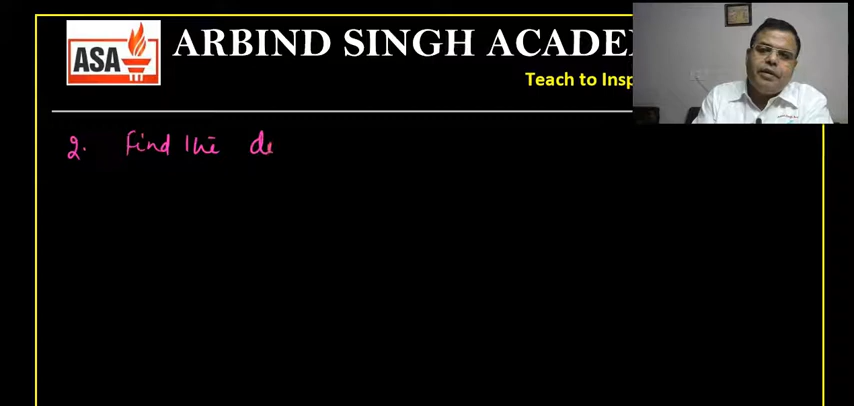 ASA
ARBIND SINGH ACADE
Teach to Insp
2. Find the de